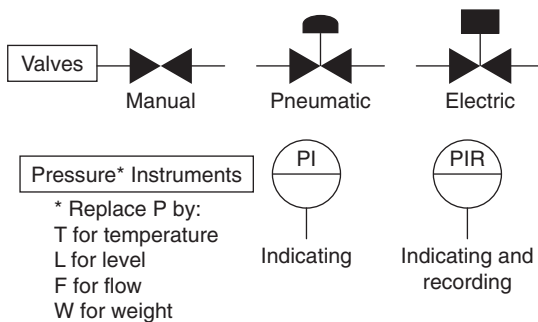 Valves
Manual
Pneumatic
Electric
Pressure* Instruments
* Replace P by:
T for temperature
L for level
F for flow
W for weight
PI
Indicating
PIR
Indicating and
recording